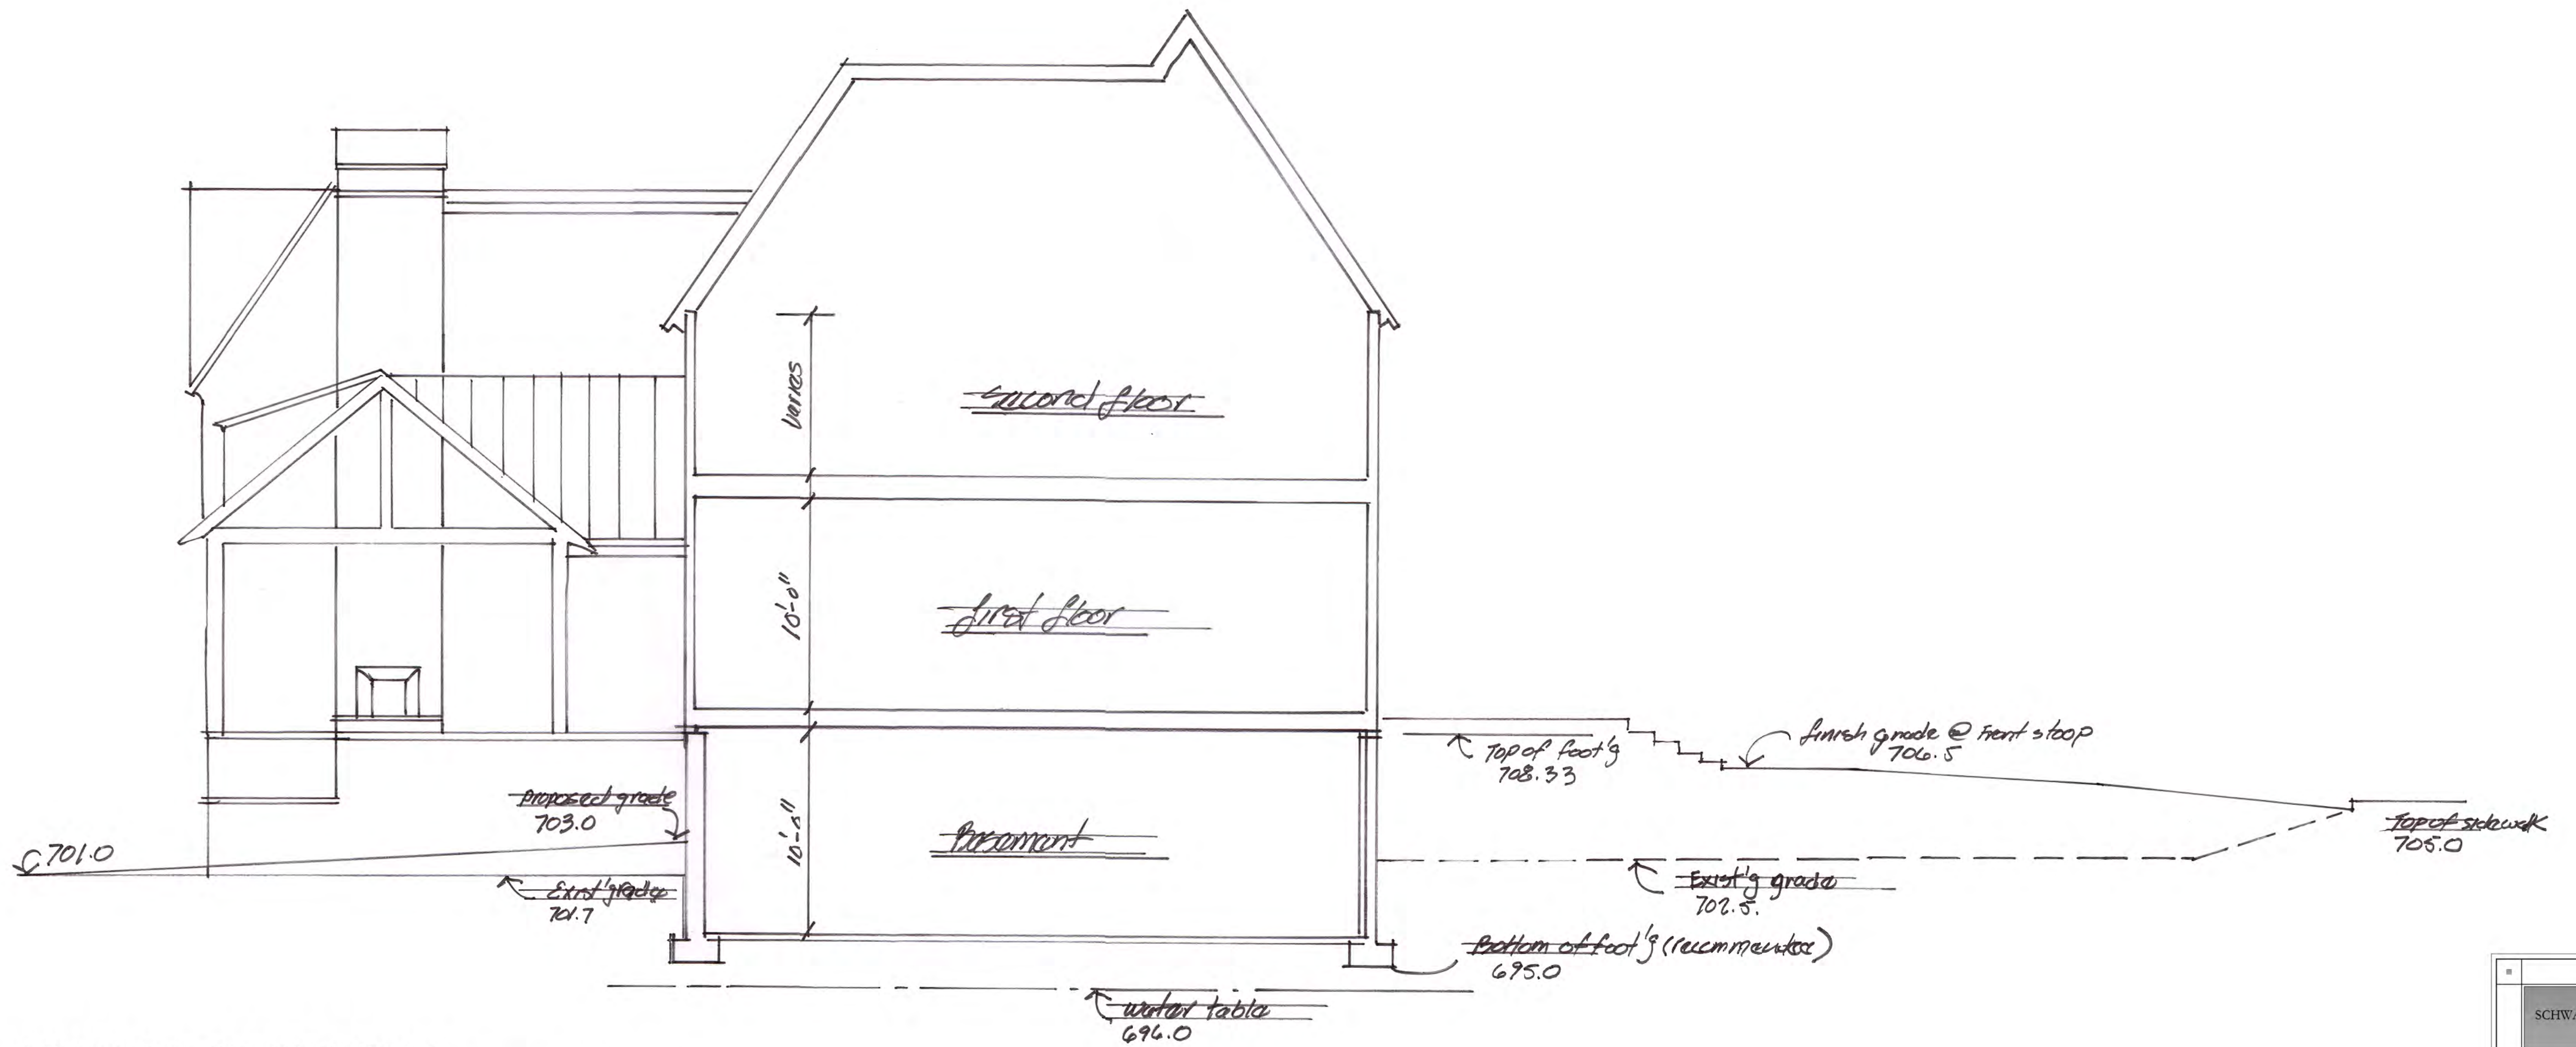 Varies
Second floor
10'-0"
first floor
Top of foot'g
708.33
finish grade @ Front stoop
706.5
Proposed grade
703.0
10'-0"
Basement
Top of sidewalk
705.0
701.0
Exist'g grade
701.7
Exist'g grade
702.5.
Bottom of foot'g (recommended)
695.0
water table
694.0
SCHWA